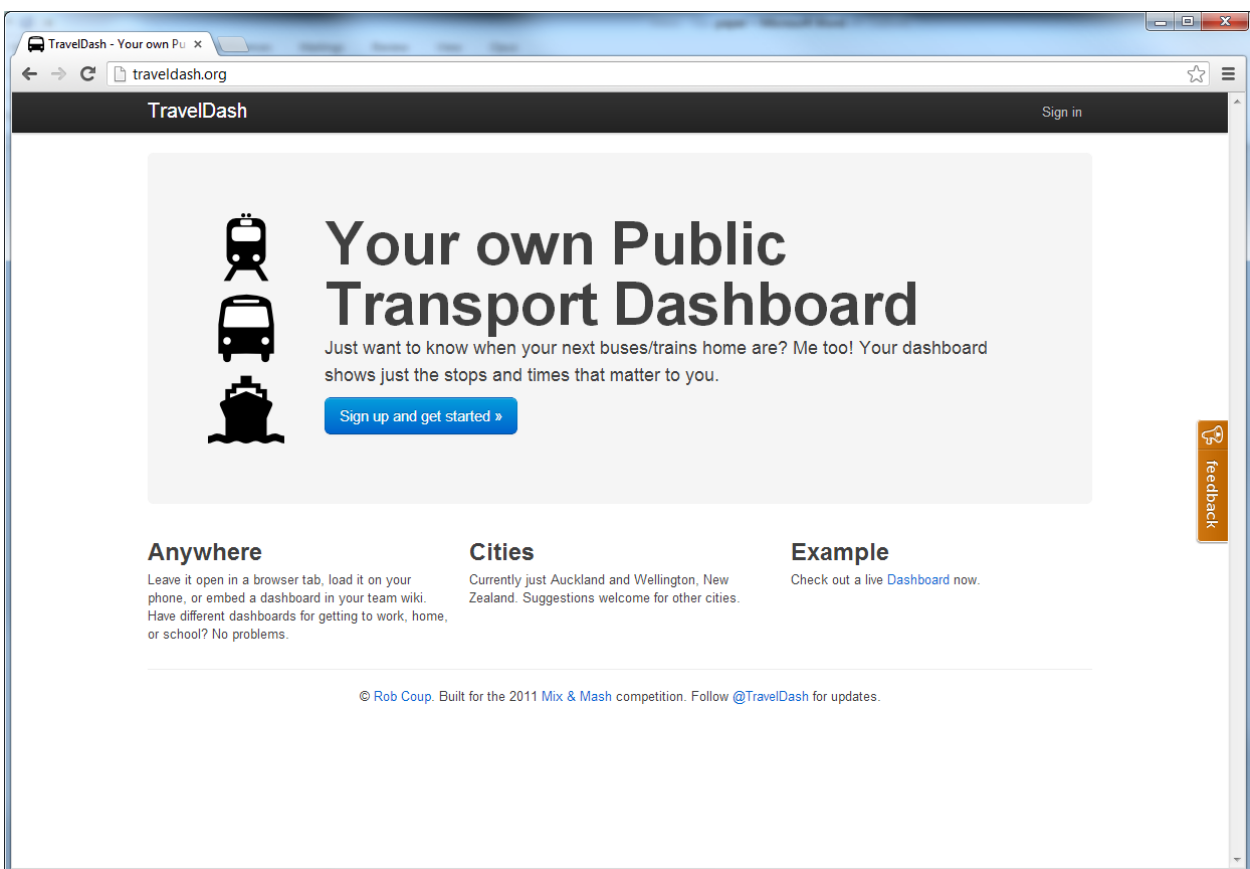 TravelDash - Your own Pu
traveldash.org
TravelDash
Sign in
Your own Public
Transport Dashboard
Just want to know when your next buses/trains home are? Me too! Your dashboard
shows just the stops and times that matter to you.
Sign up and get started »
feedback
Anywhere
Leave it open in a browser tab, load it on your
phone, or embed a dashboard in your team wiki.
Have different dashboards for getting to work, home,
or school? No problems.
Cities
Currently just Auckland and Wellington, New
Zealand. Suggestions welcome for other cities.
Example
Check out a live Dashboard now.
© Rob Coup. Built for the 2011 Mix & Mash competition. Follow @TravelDash for updates.